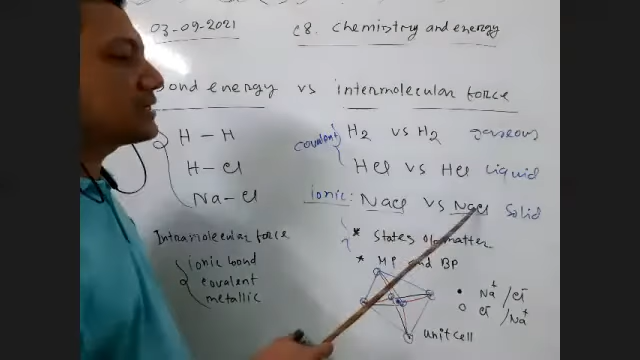 03-09-2021 C8. Chemistry and energy
Bond energy vs intermolecular force
H - H
H - Cl
Na - Cl
Intramolecular force
ionic bond
covalent
metallic
covalent H₂ vs H₂ gaseous
HCl vs HCl Liquid
ionic: NaCl vs NaCl Solid
* States of matter
* MP and BP
• Na⁺/Cl⁻
○ Cl⁻/Na⁺
unit cell